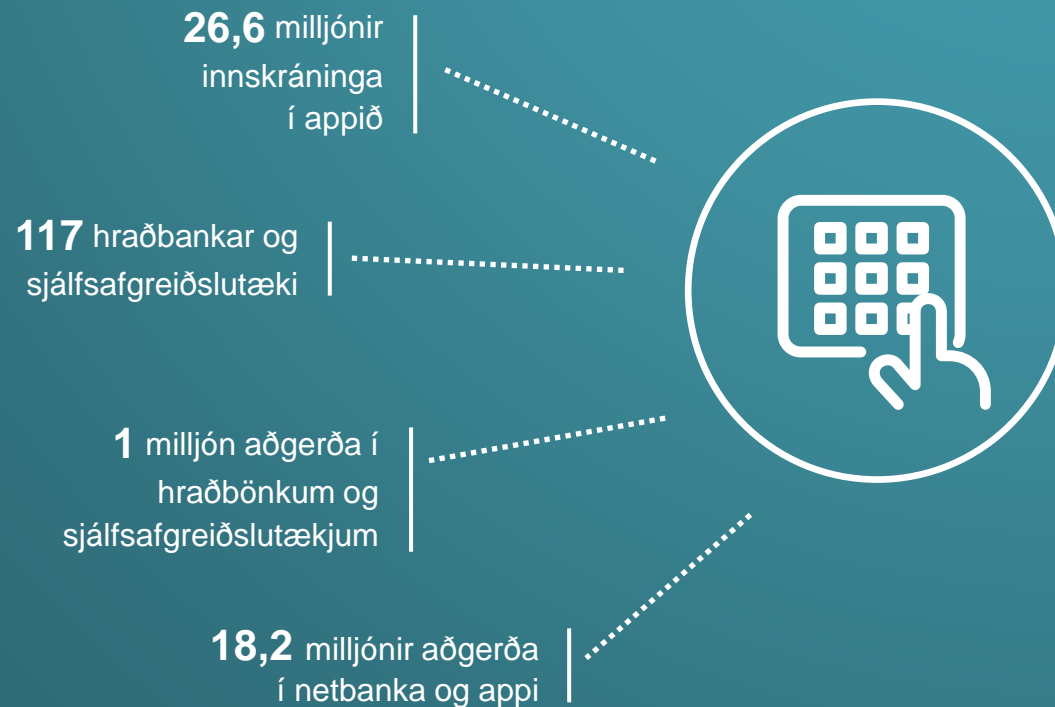 26,6 milljónir
innskráninga
í appið
117 hraðbankar og
sjálfsafgreiðslutæki
1 milljón aðgerða í
hraðbönkum og
sjálfsafgreiðslutækjum
18,2 milljónir aðgerða
í netbanka og appi